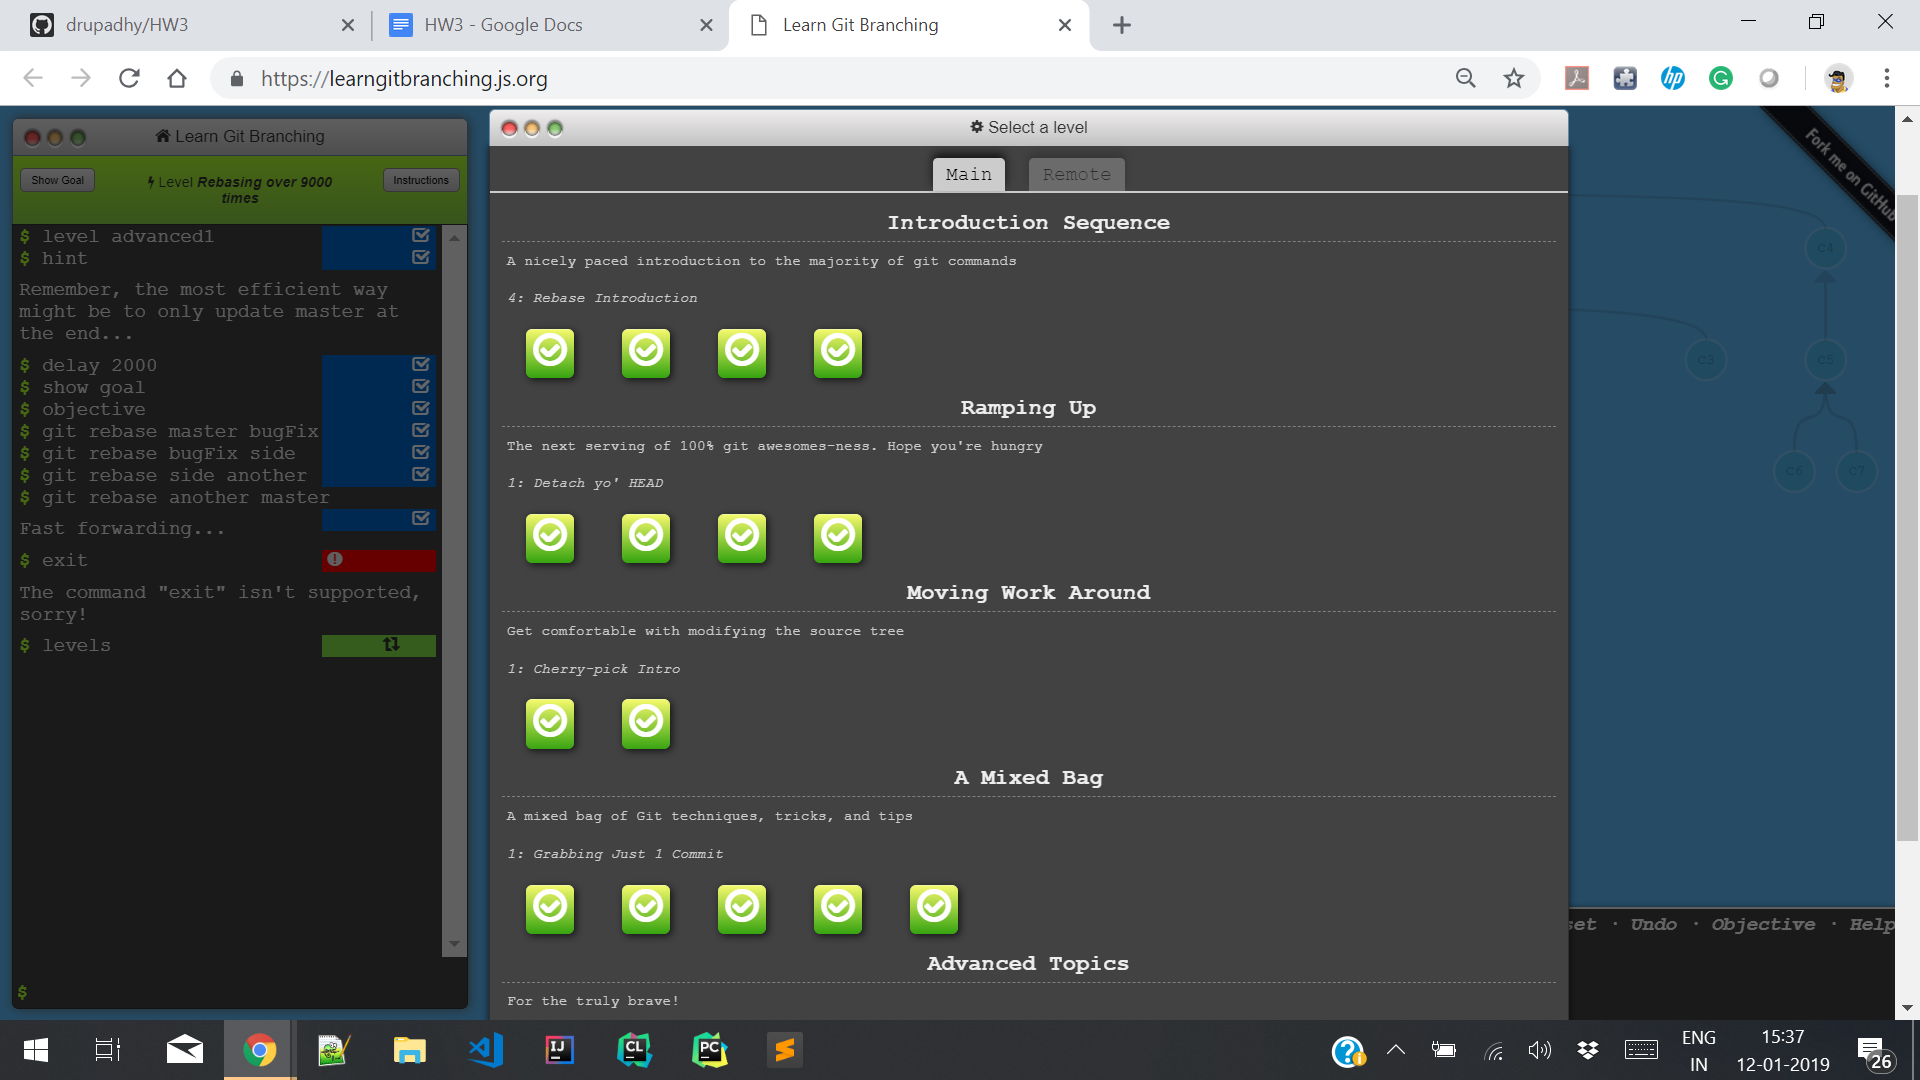 drupadhy/HW3
HW3 - Google Docs
Learn Git Branching
https://learngitbranching.js.org
Learn Git Branching
Show Goal
Level Rebasing over 9000
times
Instructions
$ level advanced1
$ hint
Remember, the most efficient way
might be to only update master at
the end...
$ delay 2000
$ show goal
$ objective
$ git rebase master bugFix
$ git rebase bugFix side
$ git rebase side another
$ git rebase another master
Fast forwarding...
$ exit
The command "exit" isn't supported,
sorry!
$ levels
$
Select a level
Main
Remote
Introduction Sequence
A nicely paced introduction to the majority of git commands
4: Rebase Introduction
Ramping Up
The next serving of 100% git awesomes-ness. Hope you're hungry
1: Detach yo' HEAD
Moving Work Around
Get comfortable with modifying the source tree
1: Cherry-pick Intro
A Mixed Bag
A mixed bag of Git techniques, tricks, and tips
1: Grabbing Just 1 Commit
Advanced Topics
For the truly brave!
Fork me on GitHub
C4
C3
C5
C6
C7
set · Undo · Objective · Help
hp
IJ
CL
PC
ENG
IN
15:37
12-01-2019
26